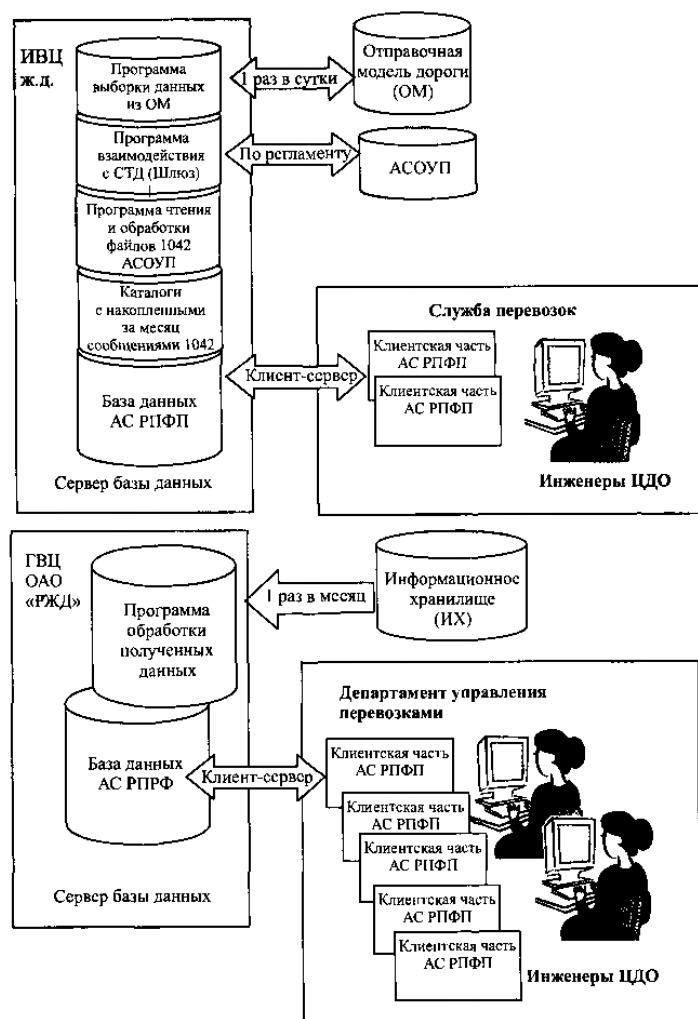 ИВЦ
ж.д.
Программа
выборки данных
из ОМ
1 раз в сутки
Отправочная
модель дороги
(ОМ)
Программа
взаимодействия
с СТД (Шлюз)
По регламенту
АСОУП
Программа чтения
и обработки
файлов 1042
АСОУП
Каталоги
с накопленными
за месяц
сообщениями 1042
База данных
АС РПФП
Сервер базы данных
Клиент-сервер
Служба перевозок
Клиентская часть
АС РПФП
Клиентская часть
АС РПФП
Инженеры ЦДО
ГВЦ
ОАО
«РЖД»
Программа
обработки
полученных
данных
1 раз в месяц
Информационное
хранилище
(ИХ)
База данных
АС РПРФ
Сервер базы данных
Клиент-сервер
Департамент управления
перевозками
Клиентская часть
АС РПФП
Клиентская часть
АС РПФП
Клиентская часть
АС РПФП
Клиентская часть
АС РПФП
Клиентская часть
АС РПФП
Инженеры ЦДО